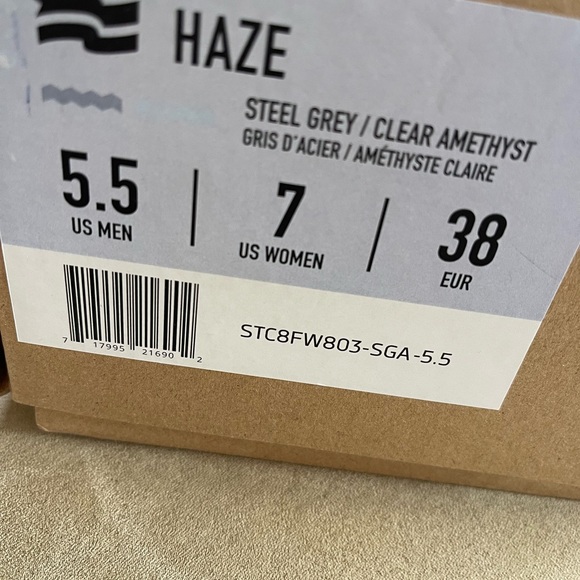 HAZE
STEEL GREY / CLEAR AMETHYST
GRIS D'ACIER / AMÉTHYSTE CLAIRE
5.5
US MEN
7
US WOMEN
38
EUR
7 17995 21690 2
STC8FW803-SGA-5.5